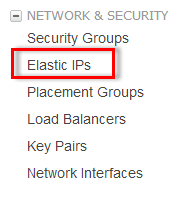 NETWORK & SECURITY
Security Groups
Elastic IPs
Placement Groups
Load Balancers
Key Pairs
Network Interfaces